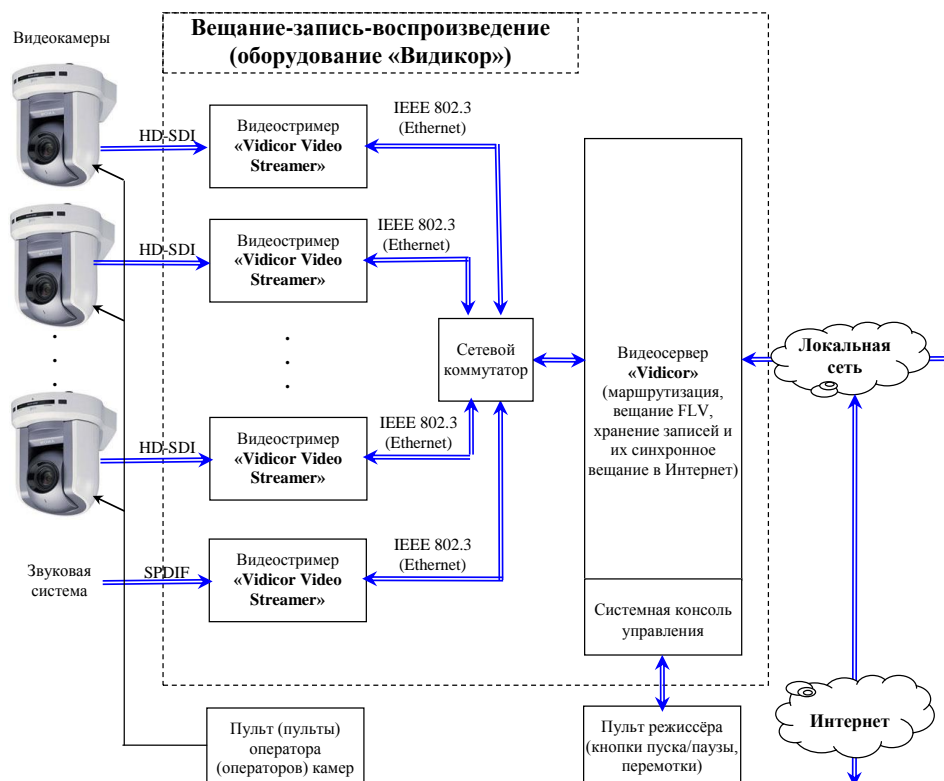 Вещание-запись-воспроизведение
(оборудование «Видикор»)
Видеокамеры
HD-SDI
Видеостример
«Vidicor Video
Streamer»
IEEE 802.3
(Ethernet)
HD-SDI
Видеостример
«Vidicor Video
Streamer»
IEEE 802.3
(Ethernet)
Сетевой
коммутатор
Видеосервер
«Vidicor»
(маршрутизация,
вещание FLV,
хранение записей и
их синхронное
вещание в Интернет)
Локальная
сеть
HD-SDI
Видеостример
«Vidicor Video
Streamer»
IEEE 802.3
(Ethernet)
Звуковая
система
SPDIF
Видеостример
«Vidicor Video
Streamer»
IEEE 802.3
(Ethernet)
Системная консоль
управления
Пульт (пульты)
оператора
(операторов) камер
Пульт режиссёра
(кнопки пуска/паузы,
перемотки)
Интернет